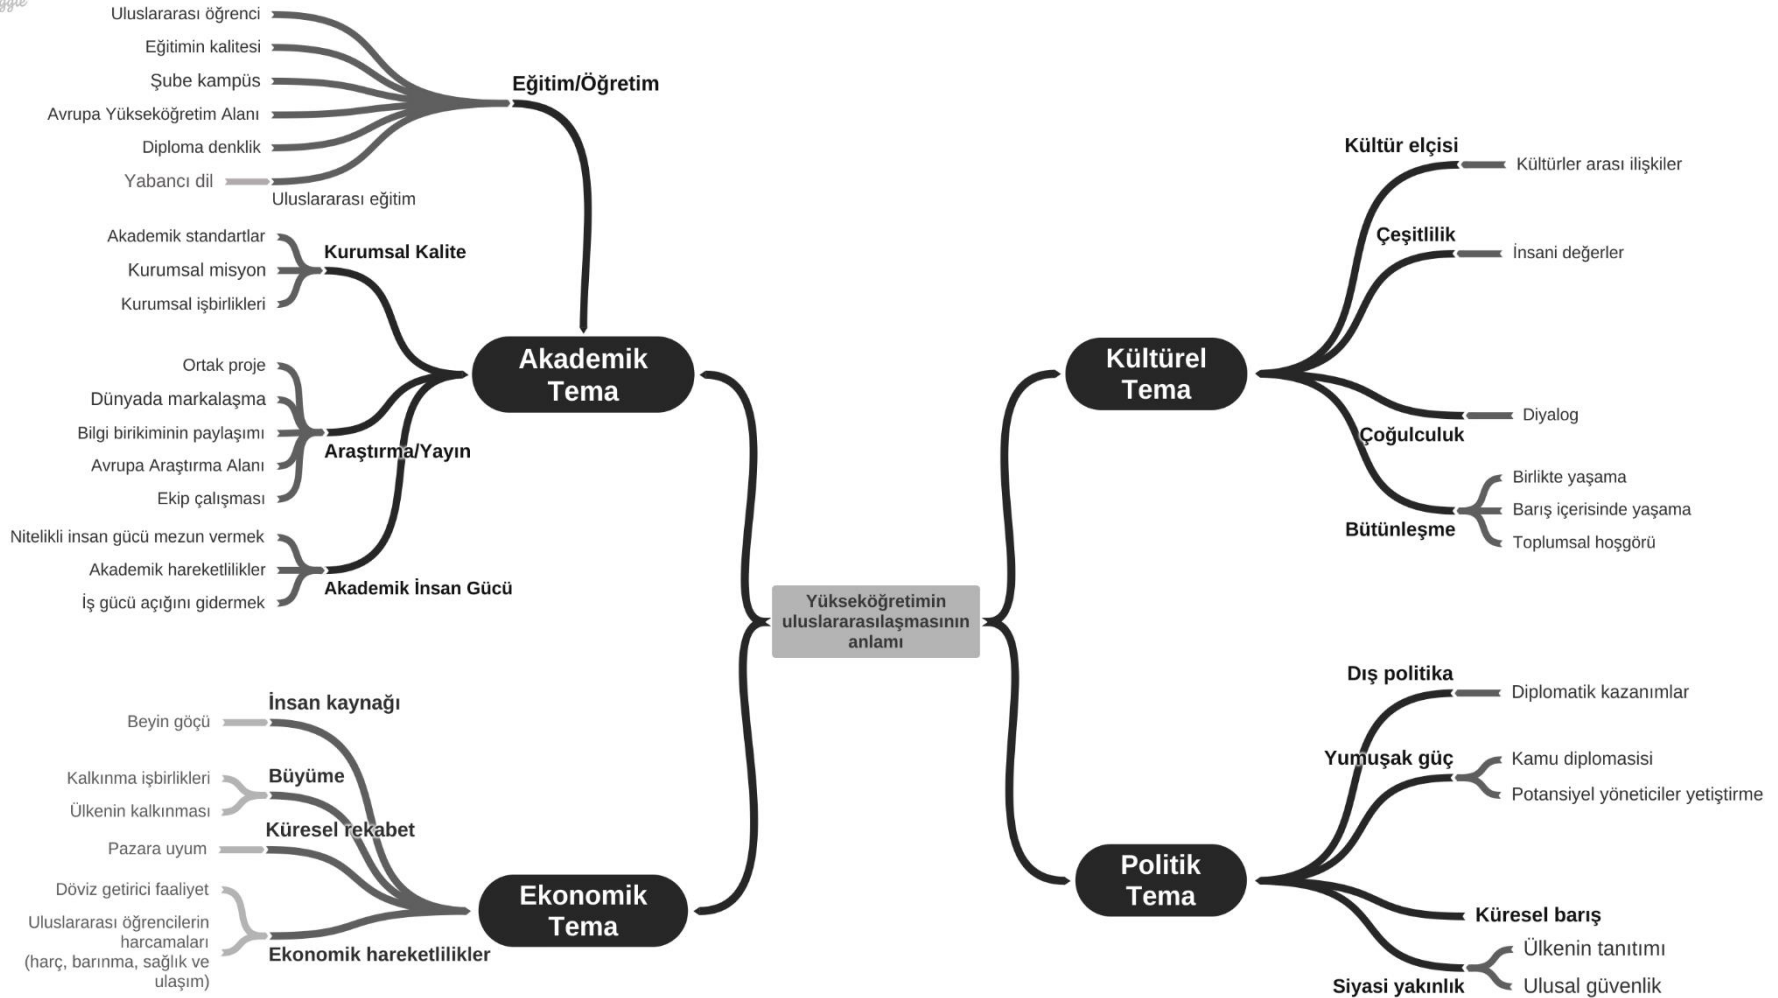 Uluslararası öğrenci
Eğitimin kalitesi
Şube kampüs
Avrupa Yükseköğretim Alanı
Diploma denklik
Yabancı dil
Uluslararası eğitim
Eğitim/Öğretim
Akademik standartlar
Kurumsal misyon
Kurumsal işbirlikleri
Kurumsal Kalite
Ortak proje
Dünyada markalaşma
Bilgi birikiminin paylaşımı
Avrupa Araştırma Alanı
Ekip çalışması
Araştırma/Yayın
Nitelikli insan gücü mezun vermek
Akademik hareketlilikler
İş gücü açığını gidermek
Akademik İnsan Gücü
Akademik
Tema
İnsan kaynağı
Beyin göçü
Büyüme
Kalkınma işbirlikleri
Ülkenin kalkınması
Küresel rekabet
Pazara uyum
Döviz getirici faaliyet
Uluslararası öğrencilerin
harcamaları
(harç, barınma, sağlık ve
ulaşım)
Ekonomik hareketlilikler
Ekonomik
Tema
Yükseköğretimin
uluslararasılaşmasının
anlamı
Kültürel
Tema
Kültür elçisi
Kültürler arası ilişkiler
Çeşitlilik
İnsani değerler
Çoğulculuk
Diyalog
Bütünleşme
Birlikte yaşama
Barış içerisinde yaşama
Toplumsal hoşgörü
Politik
Tema
Dış politika
Diplomatik kazanımlar
Yumuşak güç
Kamu diplomasisi
Potansiyel yöneticiler yetiştirme
Küresel barış
Siyasi yakınlık
Ülkenin tanıtımı
Ulusal güvenlik